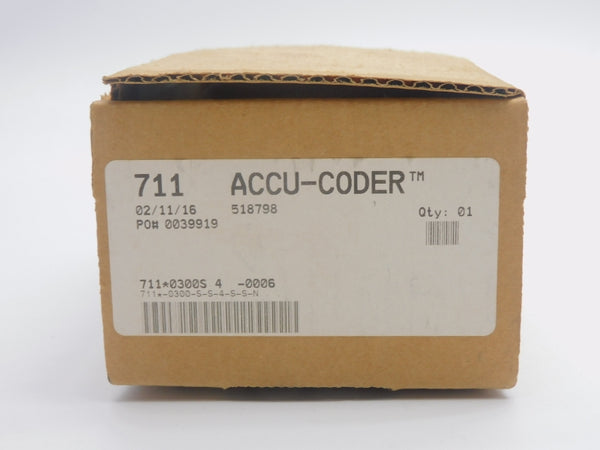 711 ACCU-CODER™
02/11/16 518798 Qty: 01
PO# 0039919
711*0300S 4 -0006
711*-0300-S-S-4-S-S-N